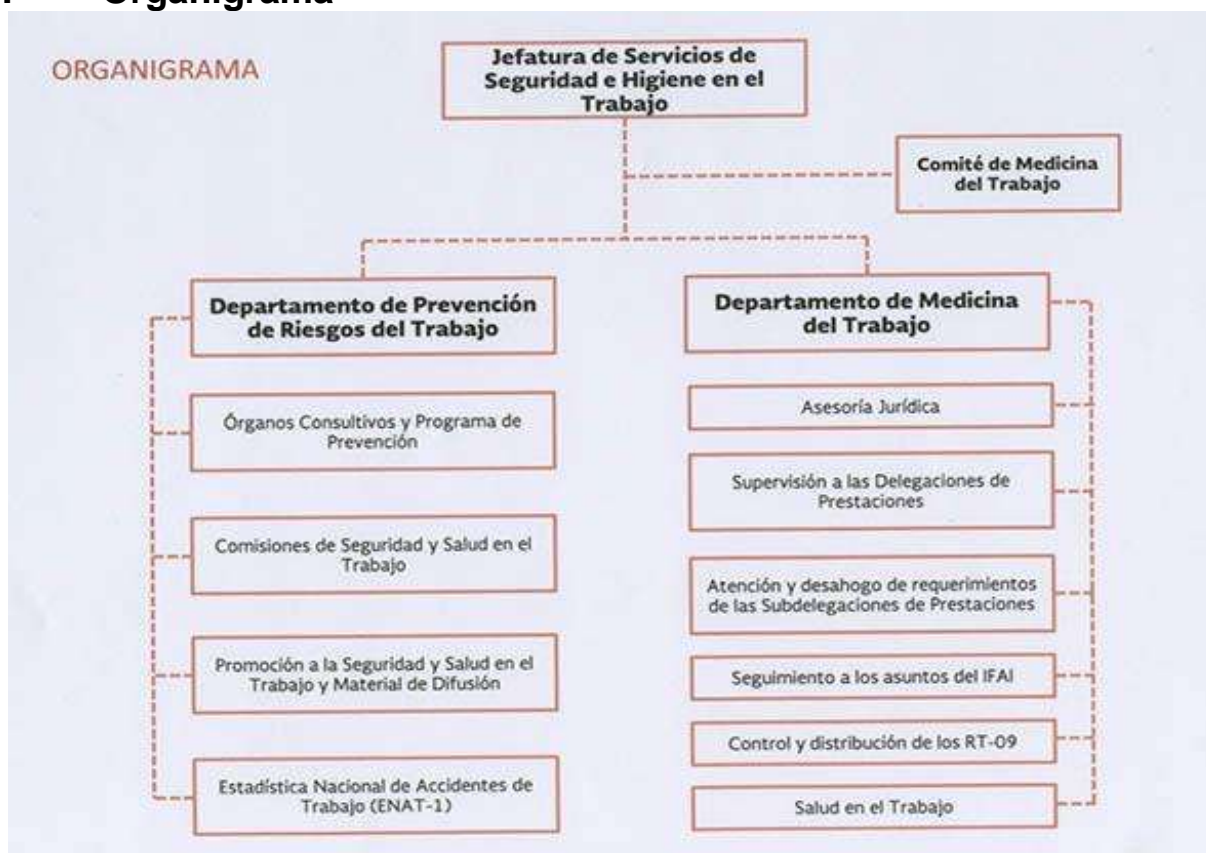 Organigrama
ORGANIGRAMA
Jefatura de Servicios de
Seguridad e Higiene en el
Trabajo
Comité de Medicina
del Trabajo
Departamento de Prevención
de Riesgos del Trabajo
Órganos Consultivos y Programa de
Prevención
Comisiones de Seguridad y Salud en el
Trabajo
Promoción a la Seguridad y Salud en el
Trabajo y Material de Difusión
Estadística Nacional de Accidentes de
Trabajo (ENAT-1)
Departamento de Medicina
del Trabajo
Asesoría Jurídica
Supervisión a las Delegaciones de
Prestaciones
Atención y desahogo de requerimientos
de las Subdelegaciones de Prestaciones
Seguimiento a los asuntos del IFAI
Control y distribución de los RT-09
Salud en el Trabajo